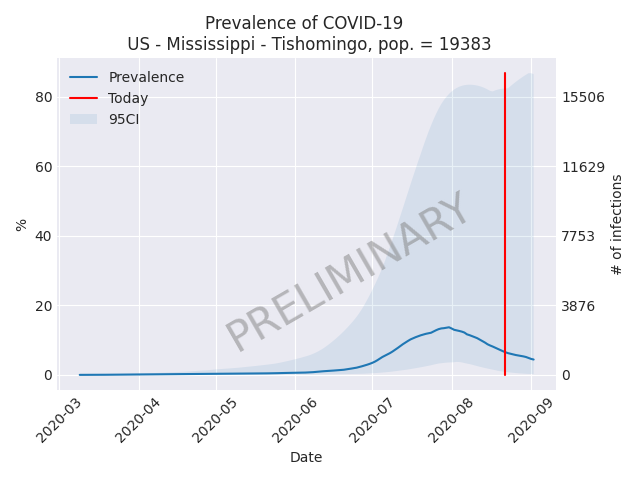 Prevalence of COVID-19
US - Mississippi - Tishomingo, pop. = 19383
Prevalence
Today
95CI
80
60
40
20
0
%
15506
11629
7753
3876
0
# of infections
PRELIMINARY
2020-03
2020-04
2020-05
2020-06
2020-07
2020-08
2020-09
Date